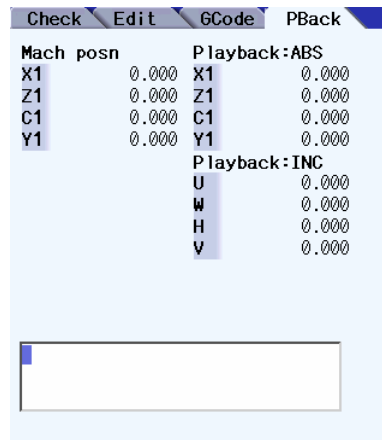 Check Edit GCode PBack
Mach posn Playback:ABS
X1 0.000 X1 0.000
Z1 0.000 Z1 0.000
C1 0.000 C1 0.000
Y1 0.000 Y1 0.000
Playback:INC
U 0.000
W 0.000
H 0.000
V 0.000